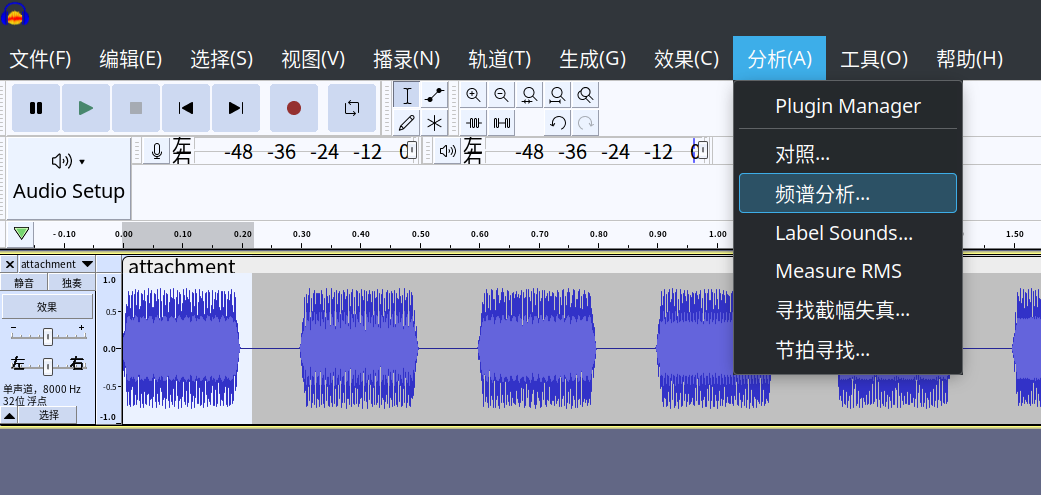 文件(F) 编辑(E) 选择(S) 视图(V) 播录(N) 轨道(T) 生成(G) 效果(C) 分析(A) 工具(O) 帮助(H)
Plugin Manager
对照...
频谱分析...
Label Sounds...
Measure RMS
寻找截幅失真...
节拍寻找...
左
右
-48 -36 -24 -12 0
左
右
-48 -36 -24 -12 0
Audio Setup
-0.10 0.00 0.10 0.20 0.30 0.40 0.50 0.60 0.70 0.80 0.90 1.00 1.50
attachment
attachment
静音 独奏
效果
- +
左 右
单声道，8000 Hz
32位 浮点
选择
1.0
0.5-
0.0-
-0.5-
-1.0